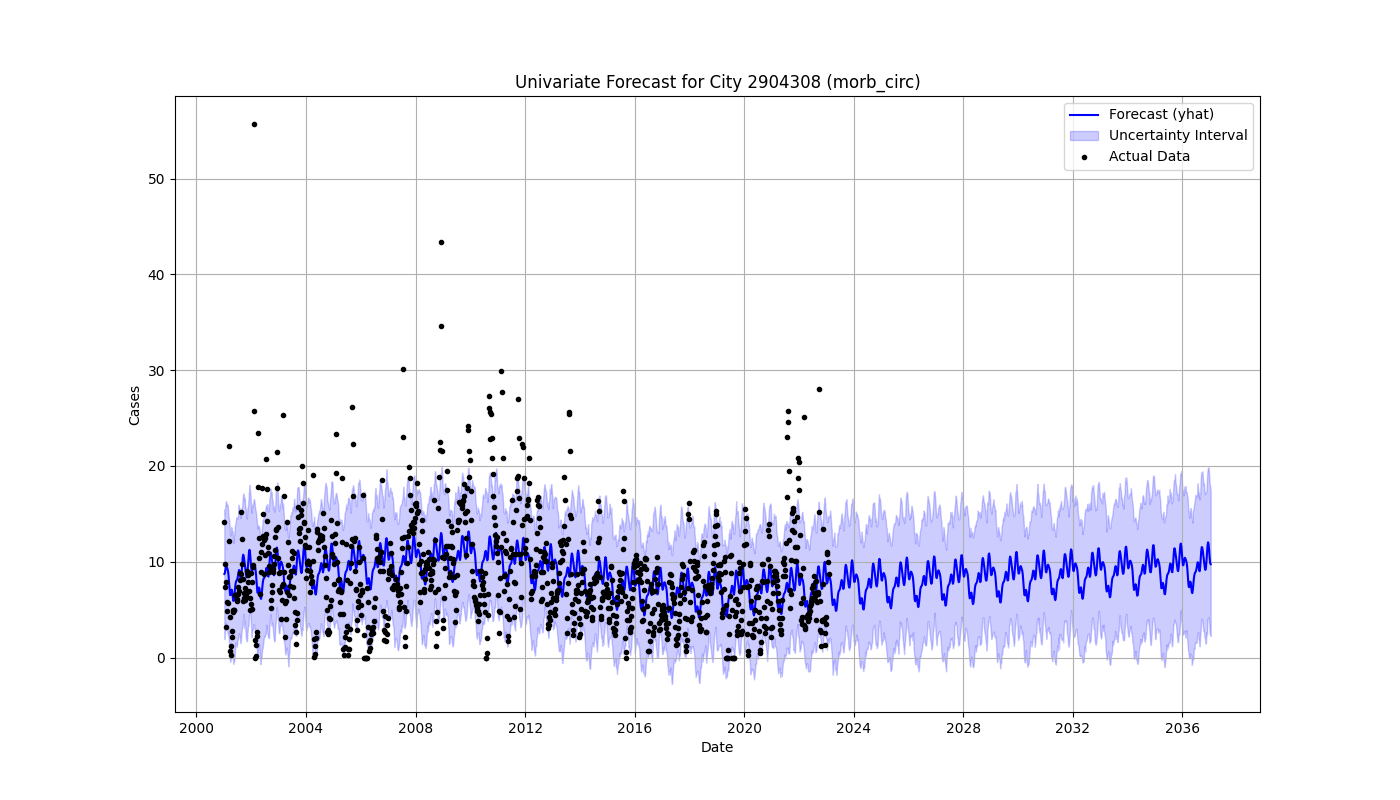 Univariate Forecast for City 2904308 (morb_circ)
Forecast (yhat)
Uncertainty Interval
Actual Data
Cases
50
40
30
20
10
0
2000 2004 2008 2012 2016 2020 2024 2028 2032 2036
Date